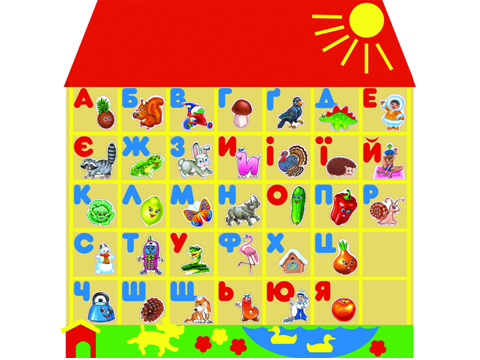 А Б В Г Ґ Д Е
Є Ж З И І Ї Й
К Л М Н О П Р
С Т У Ф Х Ц
Ч Ш Щ Ь Ю Я